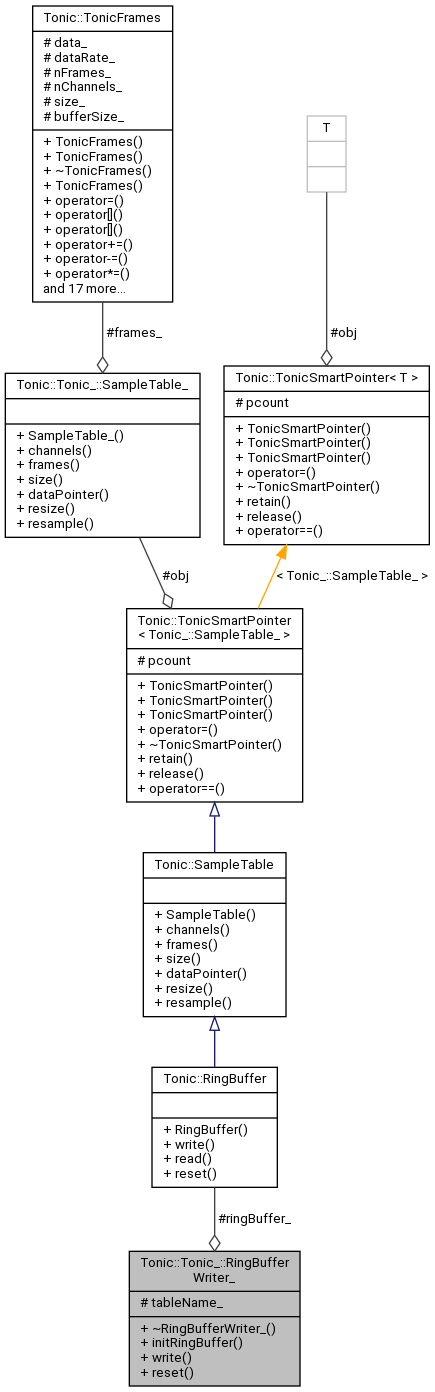 Tonic::TonicFrames
# data_
# dataRate_
# nFrames_
# nChannels_
# size_
# bufferSize_
+ TonicFrames()
+ TonicFrames()
+ ~TonicFrames()
+ TonicFrames()
+ operator=()
+ operator[]()
+ operator[]()
+ operator+=()
+ operator-=()
+ operator*=()
and 17 more...
T
#frames_
#obj
Tonic::Tonic_::SampleTable_
+ SampleTable_()
+ channels()
+ frames()
+ size()
+ dataPointer()
+ resize()
+ resample()
Tonic::TonicSmartPointer< T >
# pcount
+ TonicSmartPointer()
+ TonicSmartPointer()
+ TonicSmartPointer()
+ operator=()
+ ~TonicSmartPointer()
+ retain()
+ release()
+ operator==()
#obj
< Tonic_::SampleTable_ >
Tonic::TonicSmartPointer
< Tonic_::SampleTable_ >
# pcount
+ TonicSmartPointer()
+ TonicSmartPointer()
+ TonicSmartPointer()
+ operator=()
+ ~TonicSmartPointer()
+ retain()
+ release()
+ operator==()
Tonic::SampleTable
+ SampleTable()
+ channels()
+ frames()
+ size()
+ dataPointer()
+ resize()
+ resample()
Tonic::RingBuffer
+ RingBuffer()
+ write()
+ read()
+ reset()
#ringBuffer_
Tonic::Tonic_::RingBuffer
Writer_
# tableName_
+ ~RingBufferWriter_()
+ initRingBuffer()
+ write()
+ reset()